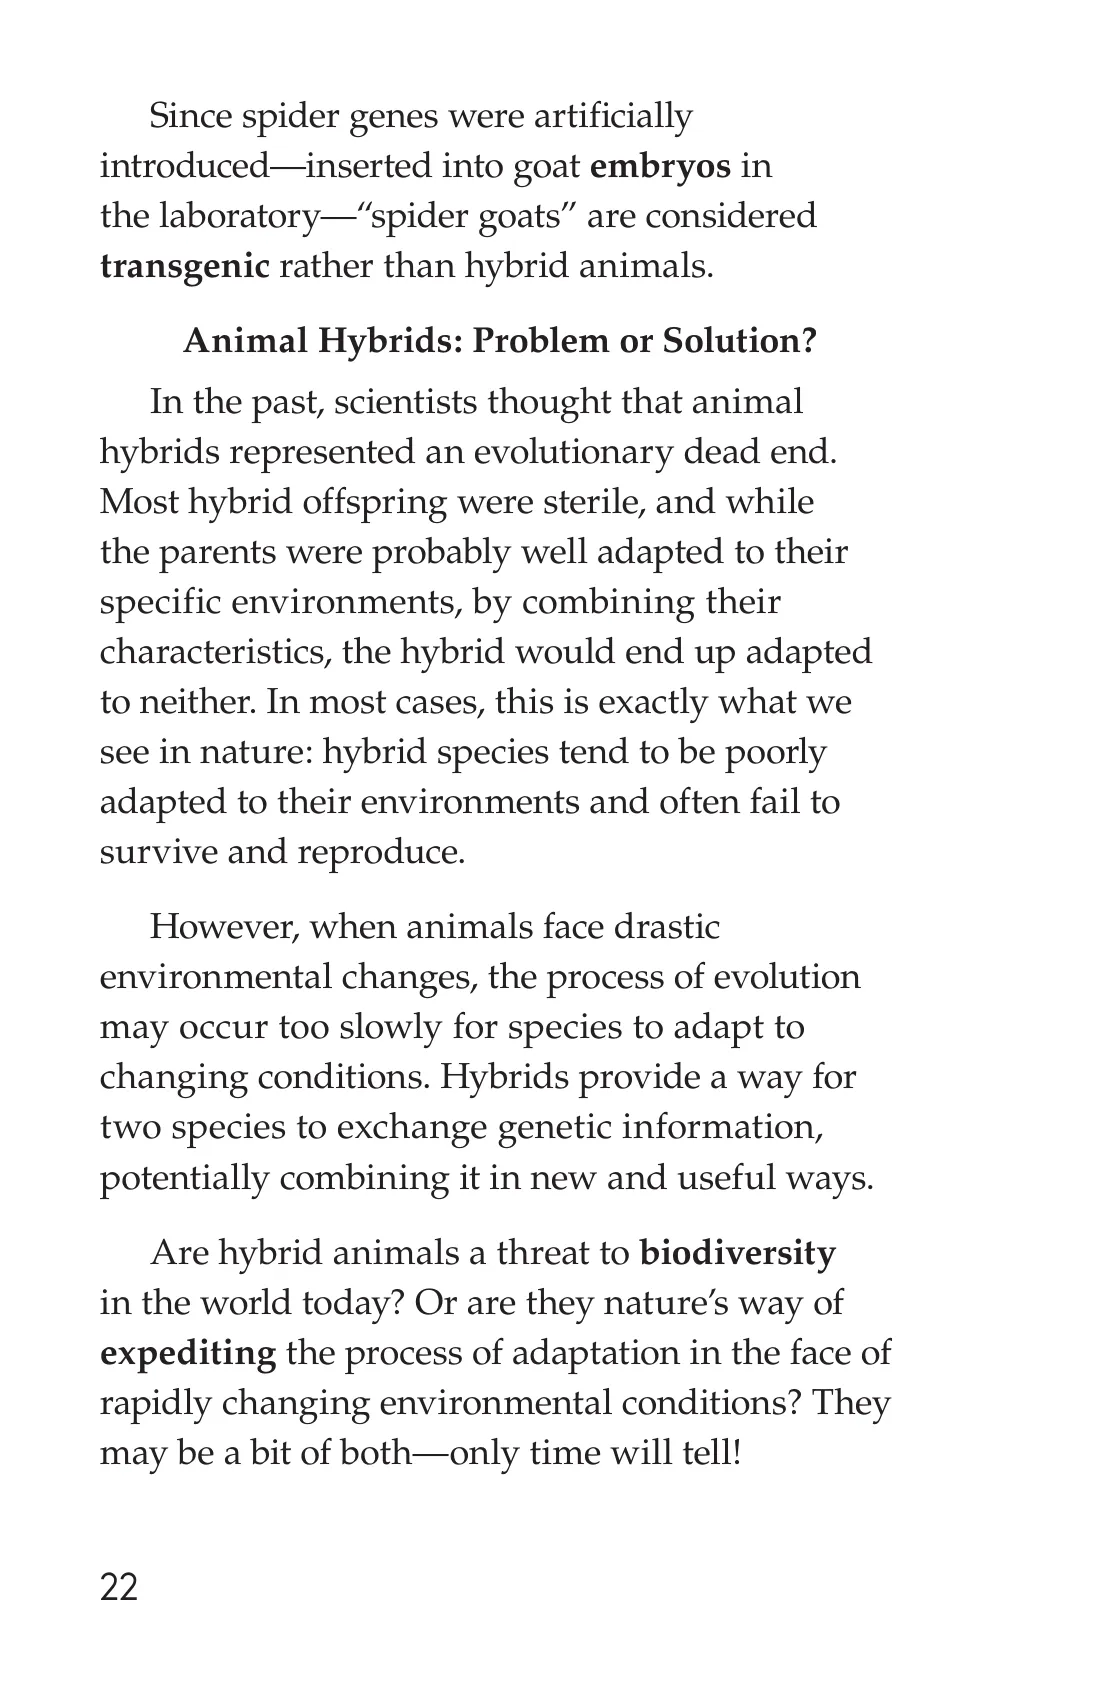 Since spider genes were artificially
introduced—inserted into goat embryos in
the laboratory—“spider goats” are considered
transgenic rather than hybrid animals.
Animal Hybrids: Problem or Solution?
In the past, scientists thought that animal
hybrids represented an evolutionary dead end.
Most hybrid offspring were sterile, and while
the parents were probably well adapted to their
specific environments, by combining their
characteristics, the hybrid would end up adapted
to neither. In most cases, this is exactly what we
see in nature: hybrid species tend to be poorly
adapted to their environments and often fail to
survive and reproduce.
However, when animals face drastic
environmental changes, the process of evolution
may occur too slowly for species to adapt to
changing conditions. Hybrids provide a way for
two species to exchange genetic information,
potentially combining it in new and useful ways.
Are hybrid animals a threat to biodiversity
in the world today? Or are they nature’s way of
expediting the process of adaptation in the face of
rapidly changing environmental conditions? They
may be a bit of both—only time will tell!
22